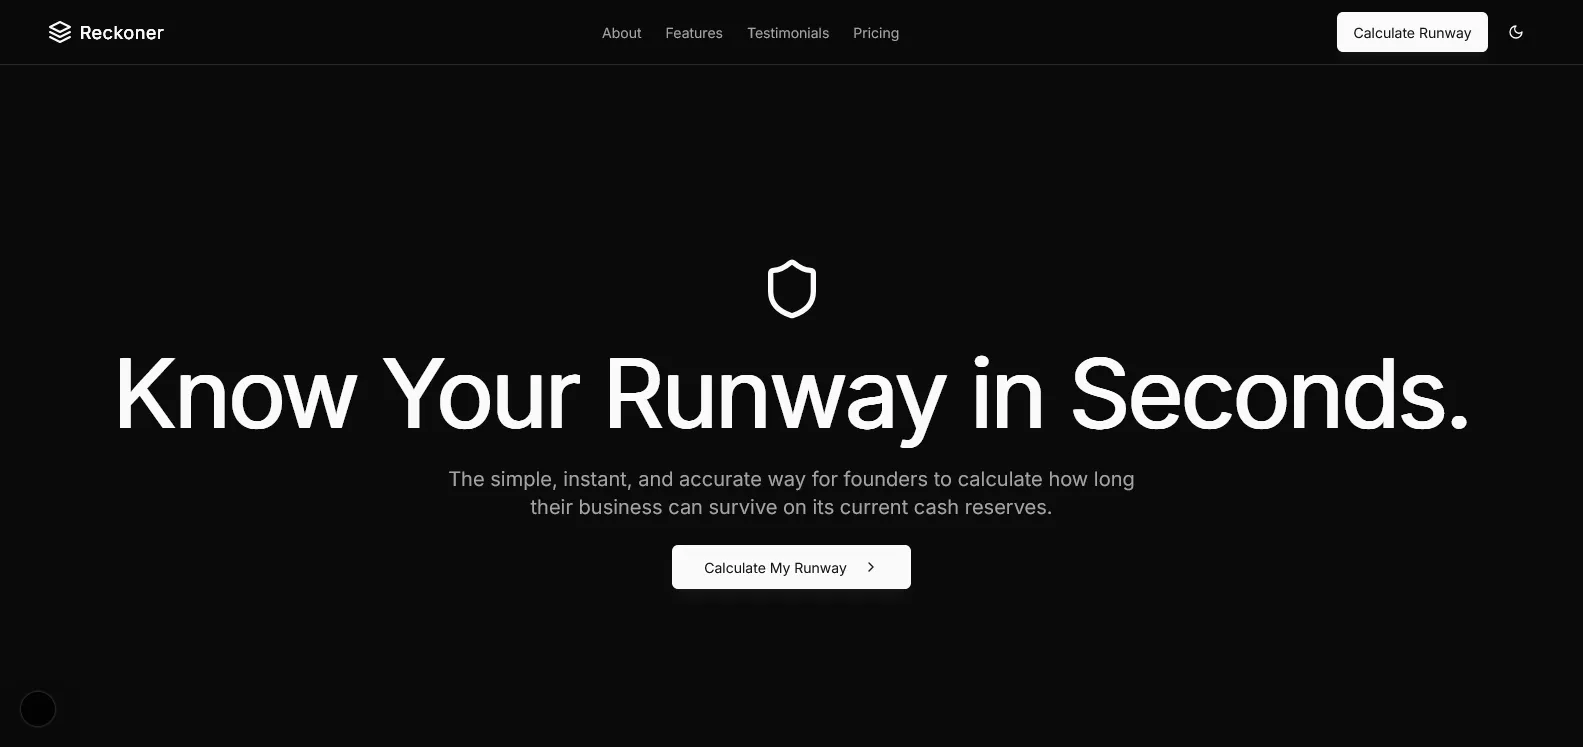 Reckoner
About
Features
Testimonials
Pricing
Calculate Runway
Know Your Runway in Seconds.
The simple, instant, and accurate way for founders to calculate how long
their business can survive on its current cash reserves.
Calculate My Runway